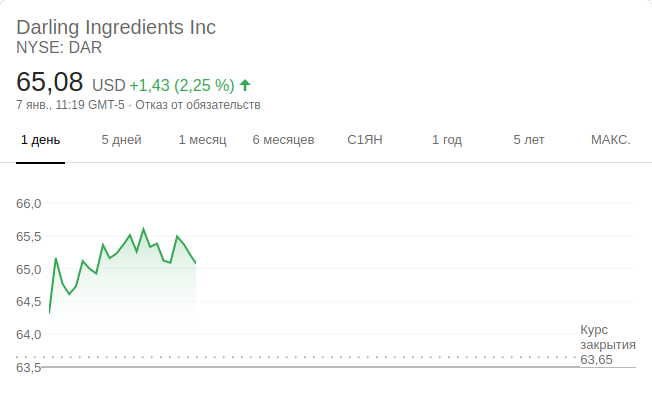 Darling Ingredients Inc
NYSE: DAR
65,08 USD +1,43 (2,25 %)
7 янв., 11:19 GMT-5 · Отказ от обязательств
1 день 5 дней 1 месяц 6 месяцев С1ЯН 1 год 5 лет МАКС.
66,0
65,5
65,0
64,5
64,0
63,5
Курс
закрытия
63,65